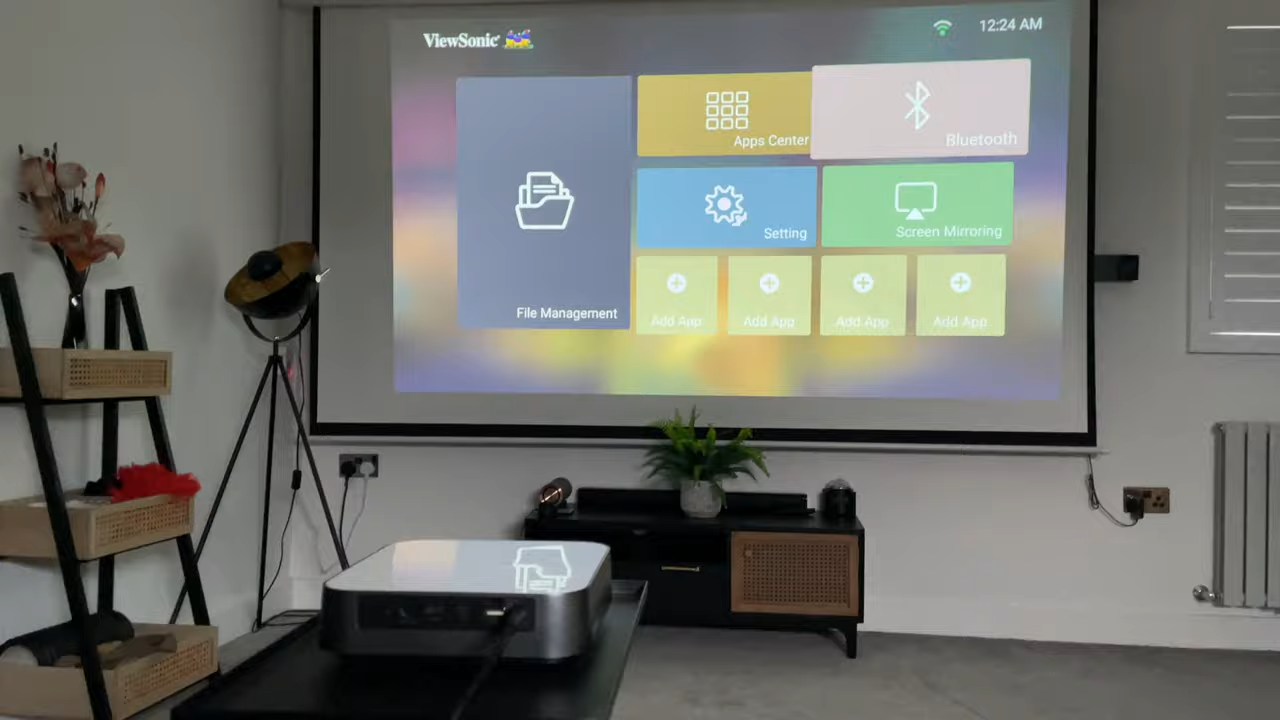 ViewSonic
12:24 AM
Apps Center
Bluetooth
Setting
Screen Mirroring
File Management
Add App
Add App
Add App
Add App